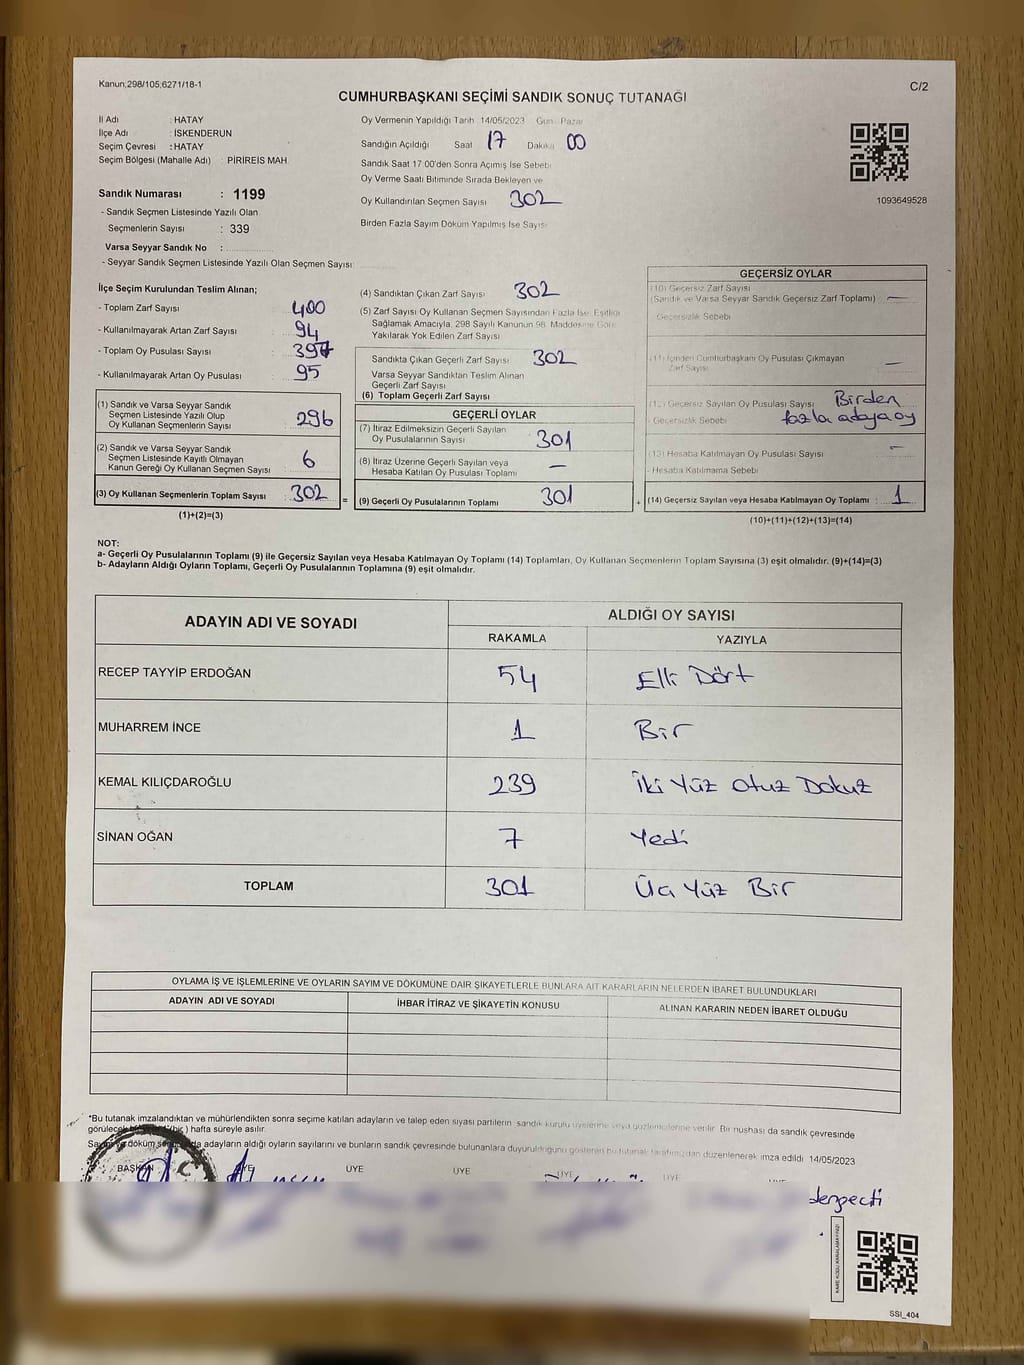 Kanun:298/105;6271/18-1
C/2
CUMHURBAŞKANI SEÇİMİ SANDIK SONUÇ TUTANAĞI
İl Adı : HATAY
İlçe Adı : İSKENDERUN
Seçim Çevresi : HATAY
Seçim Bölgesi (Mahalle Adı) : PİRİREİS MAH.
Sandık Numarası : 1199
- Sandık Seçmen Listesinde Yazılı Olan
Seçmenlerin Sayısı : 339
Varsa Seyyar Sandık No :
- Seyyar Sandık Seçmen Listesinde Yazılı Olan Seçmen Sayısı:
Oy Vermenin Yapıldığı Tarih 14/05/2023 Gün: Pazar
Sandığın Açıldığı Saat 17 Dakika 00
Sandık Saat 17:00'den Sonra Açımış İse Sebebi
Oy Verme Saati Bitiminde Sırada Bekleyen ve
Oy Kullandırılan Seçmen Sayısı 302
Birden Fazla Sayım Döküm Yapılmış İse Sayısı
1093649528
İlçe Seçim Kurulundan Teslim Alınan;
- Toplam Zarf Sayısı : 400
- Kullanılmayarak Artan Zarf Sayısı : 94
- Toplam Oy Pusulası Sayısı : 397
- Kullanılmayarak Artan Oy Pusulası : 95
(1) Sandık ve Varsa Seyyar Sandık
Seçmen Listesinde Yazılı Olup
Oy Kullanan Seçmenlerin Sayısı : 296
(2) Sandık ve Varsa Seyyar Sandık
Seçmen Listesinde Kayıtlı Olmayan
Kanun Gereği Oy Kullanan Seçmen Sayısı : 6
(3) Oy Kullanan Seçmenlerin Toplam Sayısı : 302
(1)+(2)=(3)
(4) Sandıktan Çıkan Zarf Sayısı 302
(5) Zarf Sayısı Oy Kullanan Seçmen Sayısından Fazla İse, Eşitliği
Sağlamak Amacıyla, 298 Sayılı Kanunun 98. Maddesine Göre
Yakılarak Yok Edilen Zarf Sayısı
Sandıkta Çıkan Geçerli Zarf Sayısı 302
Varsa Seyyar Sandıktan Teslim Alınan
Geçerli Zarf Sayısı
(6) Toplam Geçerli Zarf Sayısı
GEÇERLİ OYLAR
(7) İtiraz Edilmeksizin Geçerli Sayılan
Oy Pusulalarının Sayısı 301
(8) İtiraz Üzerine Geçerli Sayılan veya
Hesaba Katılan Oy Pusulası Toplamı —
= (9) Geçerli Oy Pusulalarının Toplamı 301
GEÇERSİZ OYLAR
(10) Geçersiz Zarf Sayısı
(Sandık ve Varsa Seyyar Sandık Geçersiz Zarf Toplamı) : —
Geçersizlik Sebebi
(11) İçinden Cumhurbaşkanı Oy Pusulası Çıkmayan
Zarf Sayısı —
(12) Geçersiz Sayılan Oy Pusulası Sayısı : Birden
- Geçersizlik Sebebi fazla adaya oy
(13) Hesaba Katılmayan Oy Pusulası Sayısı : —
- Hesaba Katılmama Sebebi
+ (14) Geçersiz Sayılan veya Hesaba Katılmayan Oy Toplamı : 1
(10)+(11)+(12)+(13)=(14)
NOT:
a- Geçerli Oy Pusulalarının Toplamı (9) ile Geçersiz Sayılan veya Hesaba Katılmayan Oy Toplamı (14) Toplamları, Oy Kullanan Seçmenlerin Toplam Sayısına (3) eşit olmalıdır. (9)+(14)=(3)
b- Adayların Aldığı Oyların Toplamı, Geçerli Oy Pusulalarının Toplamına (9) eşit olmalıdır.
ADAYIN ADI VE SOYADI
ALDIĞI OY SAYISI
RAKAMLA YAZIYLA
RECEP TAYYİP ERDOĞAN 54 Elli Dört
MUHARREM İNCE 1 Bir
KEMAL KILIÇDAROĞLU 239 İki Yüz Otuz Dokuz
SİNAN OĞAN 7 Yedi
TOPLAM 301 Üç Yüz Bir
OYLAMA İŞ VE İŞLEMLERİNE VE OYLARIN SAYIM VE DÖKÜMÜNE DAİR ŞİKAYETLERLE BUNLARA AİT KARARLARIN NELERDEN İBARET BULUNDUKLARI
ADAYIN ADI VE SOYADI İHBAR İTİRAZ VE ŞİKAYETİN KONUSU ALINAN KARARIN NEDEN İBARET OLDUĞU
*Bu tutanak imzalandıktan ve mühürlendikten sonra seçime katılan adayların ve talep eden siyasi partilerin sandık kurulu üyelerine veya gözlemcilerine verilir. Bir nüshası da sandık çevresinde
görülecek bir (bir) hafta süreyle asılır.
adayların aldığı oyların sayılarını ve bunların sandık çevresinde bulunanlara duyurulduğunu gösteren bu tutanak tarafımızdan düzenlenerek imza edildi. 14/05/2023
BAŞKAN ÜYE ÜYE ÜYE ÜYE ÜYE
SSI_404